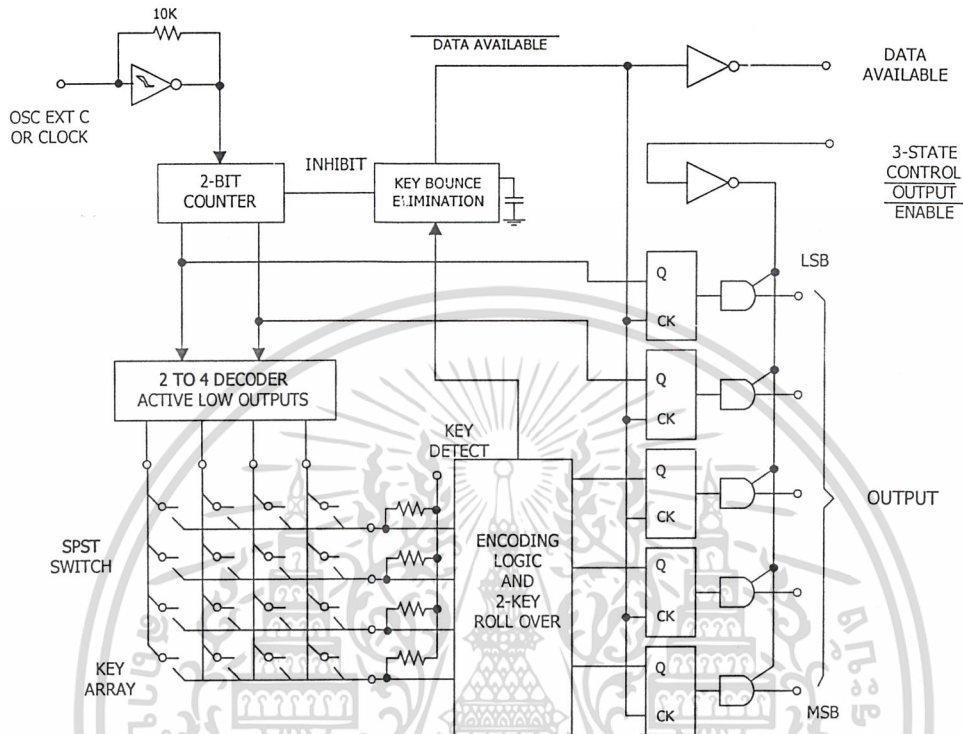 10K
DATA AVAILABLE
DATA
AVAILABLE
OSC EXT C
OR CLOCK
INHIBIT
2-BIT
COUNTER
KEY BOUNCE
ELIMINATION
3-STATE
CONTROL
OUTPUT
ENABLE
LSB
Q
CK
Q
CK
Q
CK
Q
CK
Q
CK
2 TO 4 DECODER
ACTIVE LOW OUTPUTS
KEY
DETECT
OUTPUT
SPST
SWITCH
ENCODING
LOGIC
AND
2-KEY
ROLL OVER
KEY
ARRAY
MSB